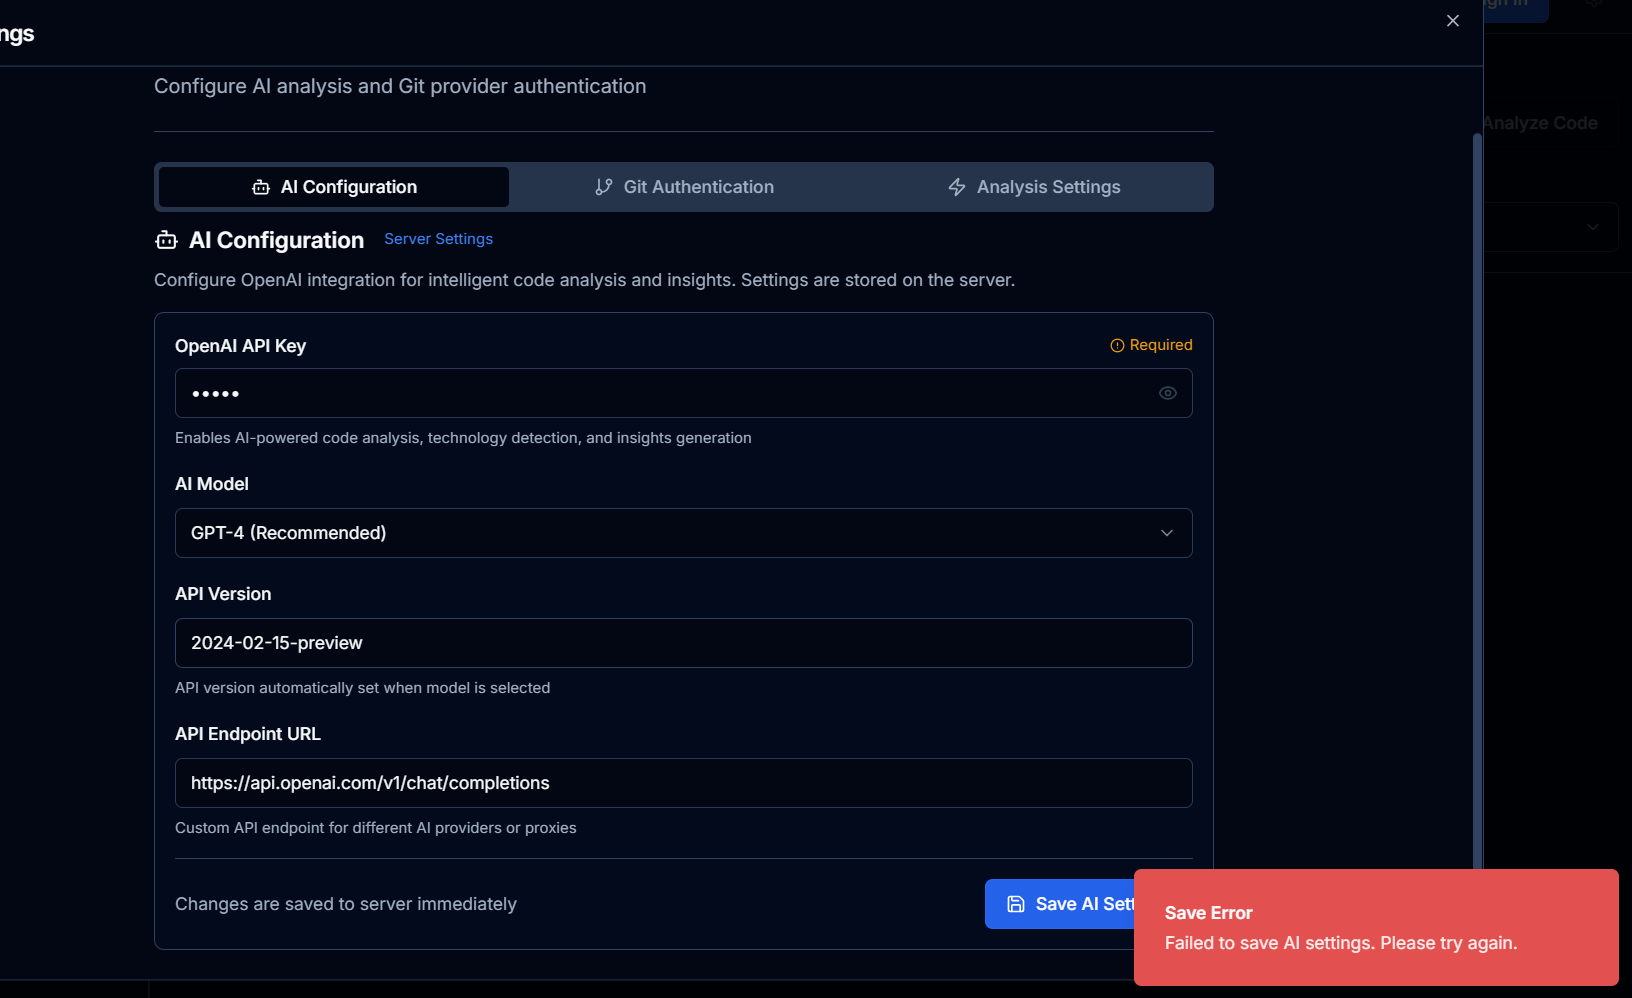 ngs
Configure AI analysis and Git provider authentication
Analyze Code
AI Configuration
Git Authentication
Analysis Settings
AI Configuration
Server Settings
Configure OpenAI integration for intelligent code analysis and insights. Settings are stored on the server.
OpenAI API Key
Required
•••••
Enables AI-powered code analysis, technology detection, and insights generation
AI Model
GPT-4 (Recommended)
API Version
2024-02-15-preview
API version automatically set when model is selected
API Endpoint URL
https://api.openai.com/v1/chat/completions
Custom API endpoint for different AI providers or proxies
Changes are saved to server immediately
Save AI Sett
Save Error
Failed to save AI settings. Please try again.